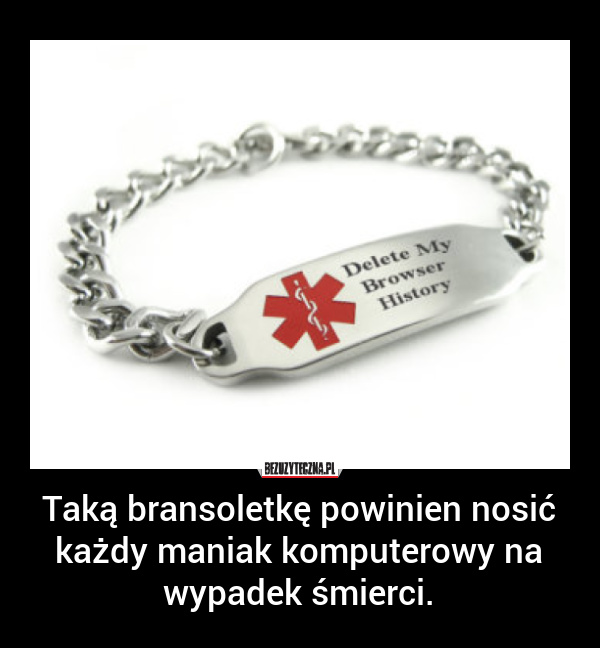 Delete My
Browser
History
BEZUZYTECZNA.PL
Taką bransoletkę powinien nosić
każdy maniak komputerowy na
wypadek śmierci.